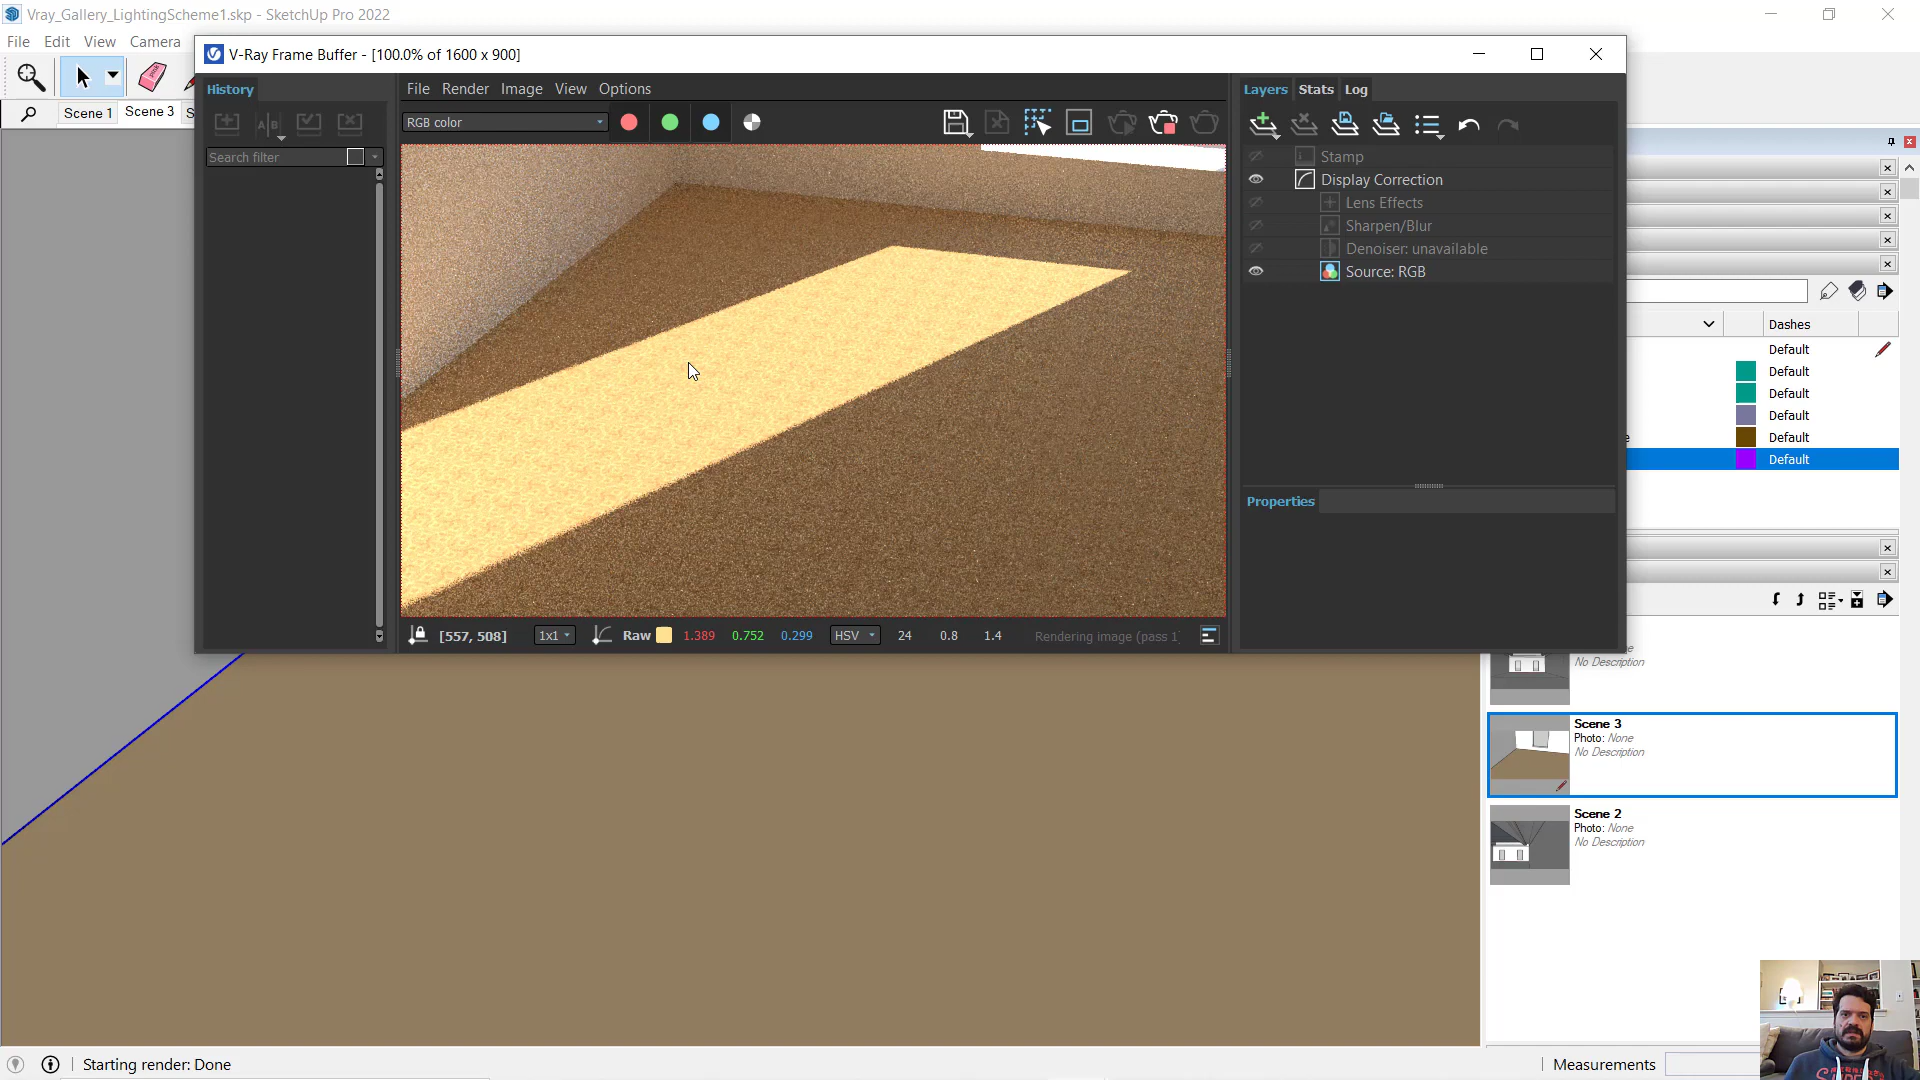 Vray_Gallery_LightingScheme1.skp - SketchUp Pro 2022
File Edit View Camera
V-Ray Frame Buffer - [100.0% of 1600 x 900]
History
File Render Image View Options
Layers Stats Log
Scene 1 Scene 3 S
RGB color
Search filter
Stamp
Display Correction
Lens Effects
Sharpen/Blur
Denoiser: unavailable
Source: RGB
Dashes
Default
Default
Default
Default
e Default
Default
Properties
[557, 508] 1x1 Raw 1.389 0.752 0.299 HSV 24 0.8 1.4 Rendering image (pass 1
No Description
Scene 3
Photo: None
No Description
Scene 2
Photo: None
No Description
Starting render: Done
Measurements